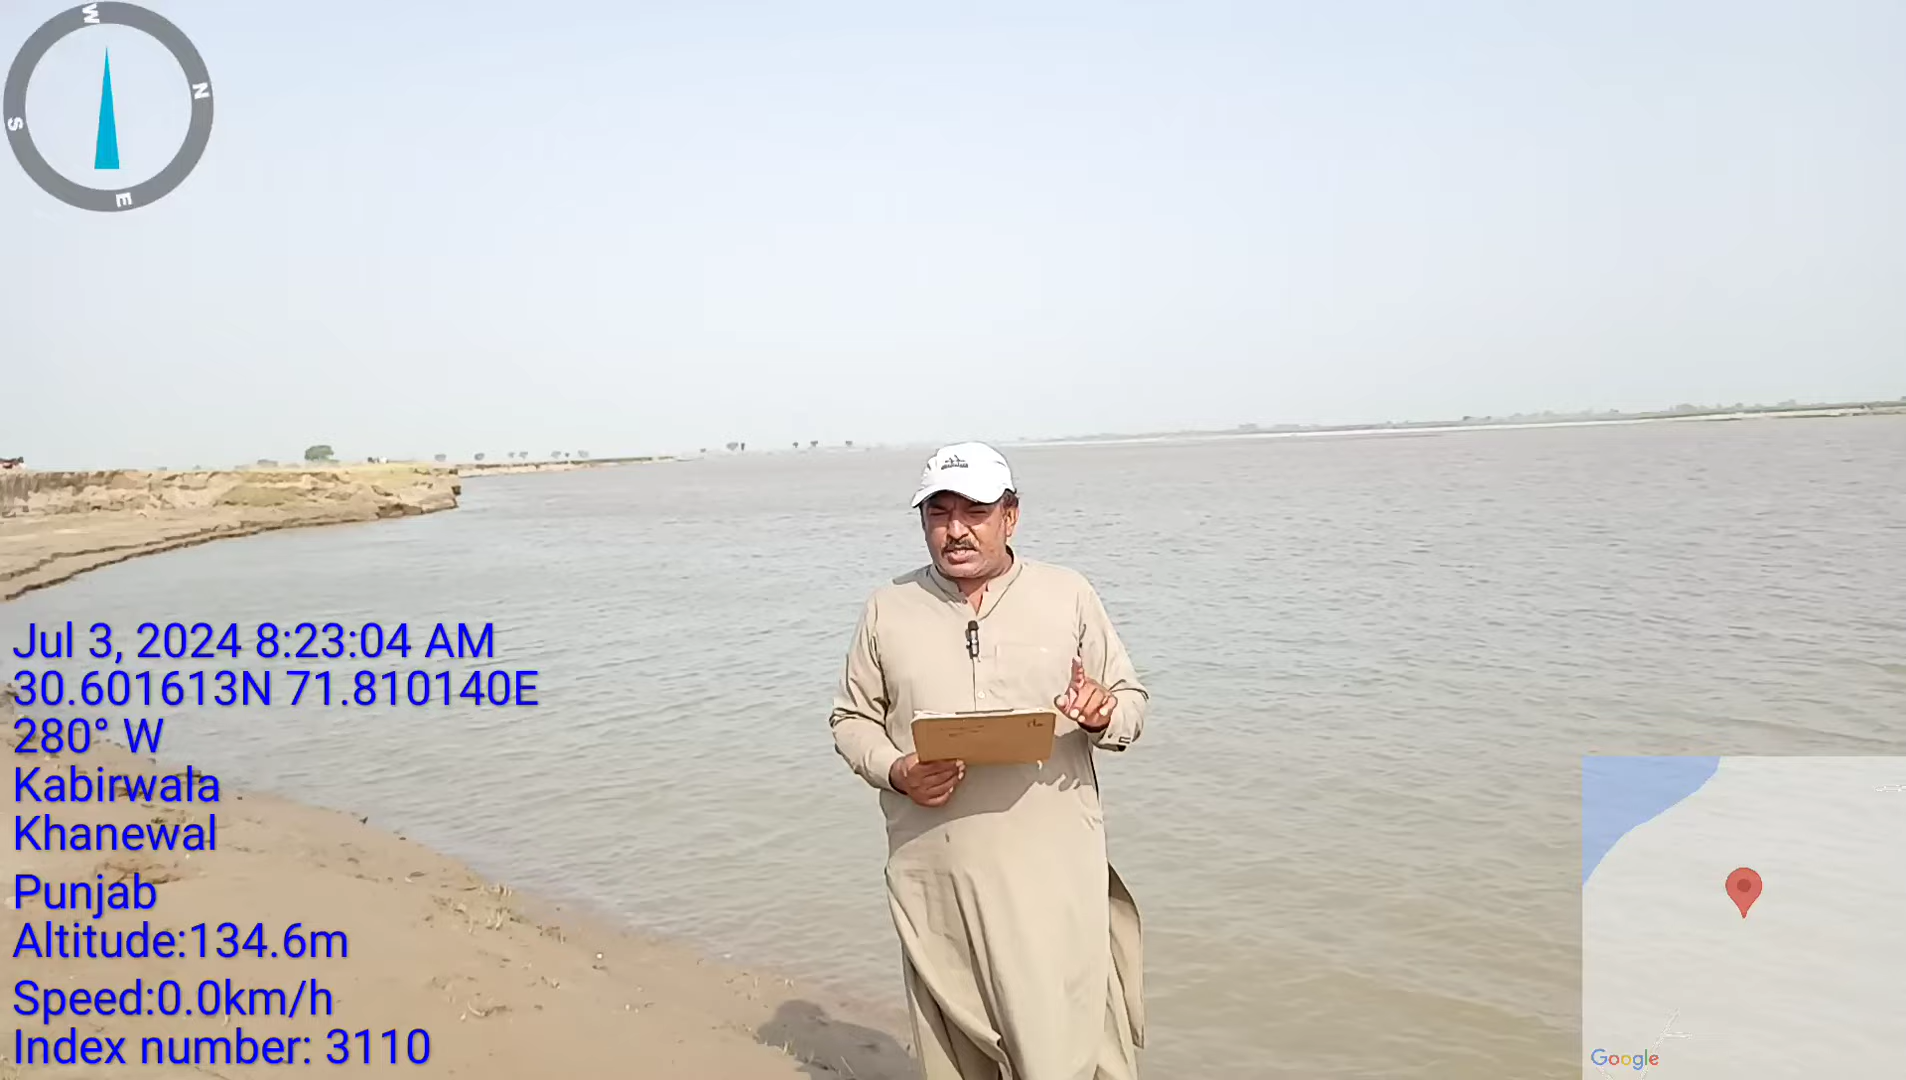 W
N
S
E
Jul 3, 2024 8:23:04 AM
30.601613N 71.810140E
280° W
Kabirwala
Khanewal
Punjab
Altitude:134.6m
Speed:0.0km/h
Index number: 3110
Google